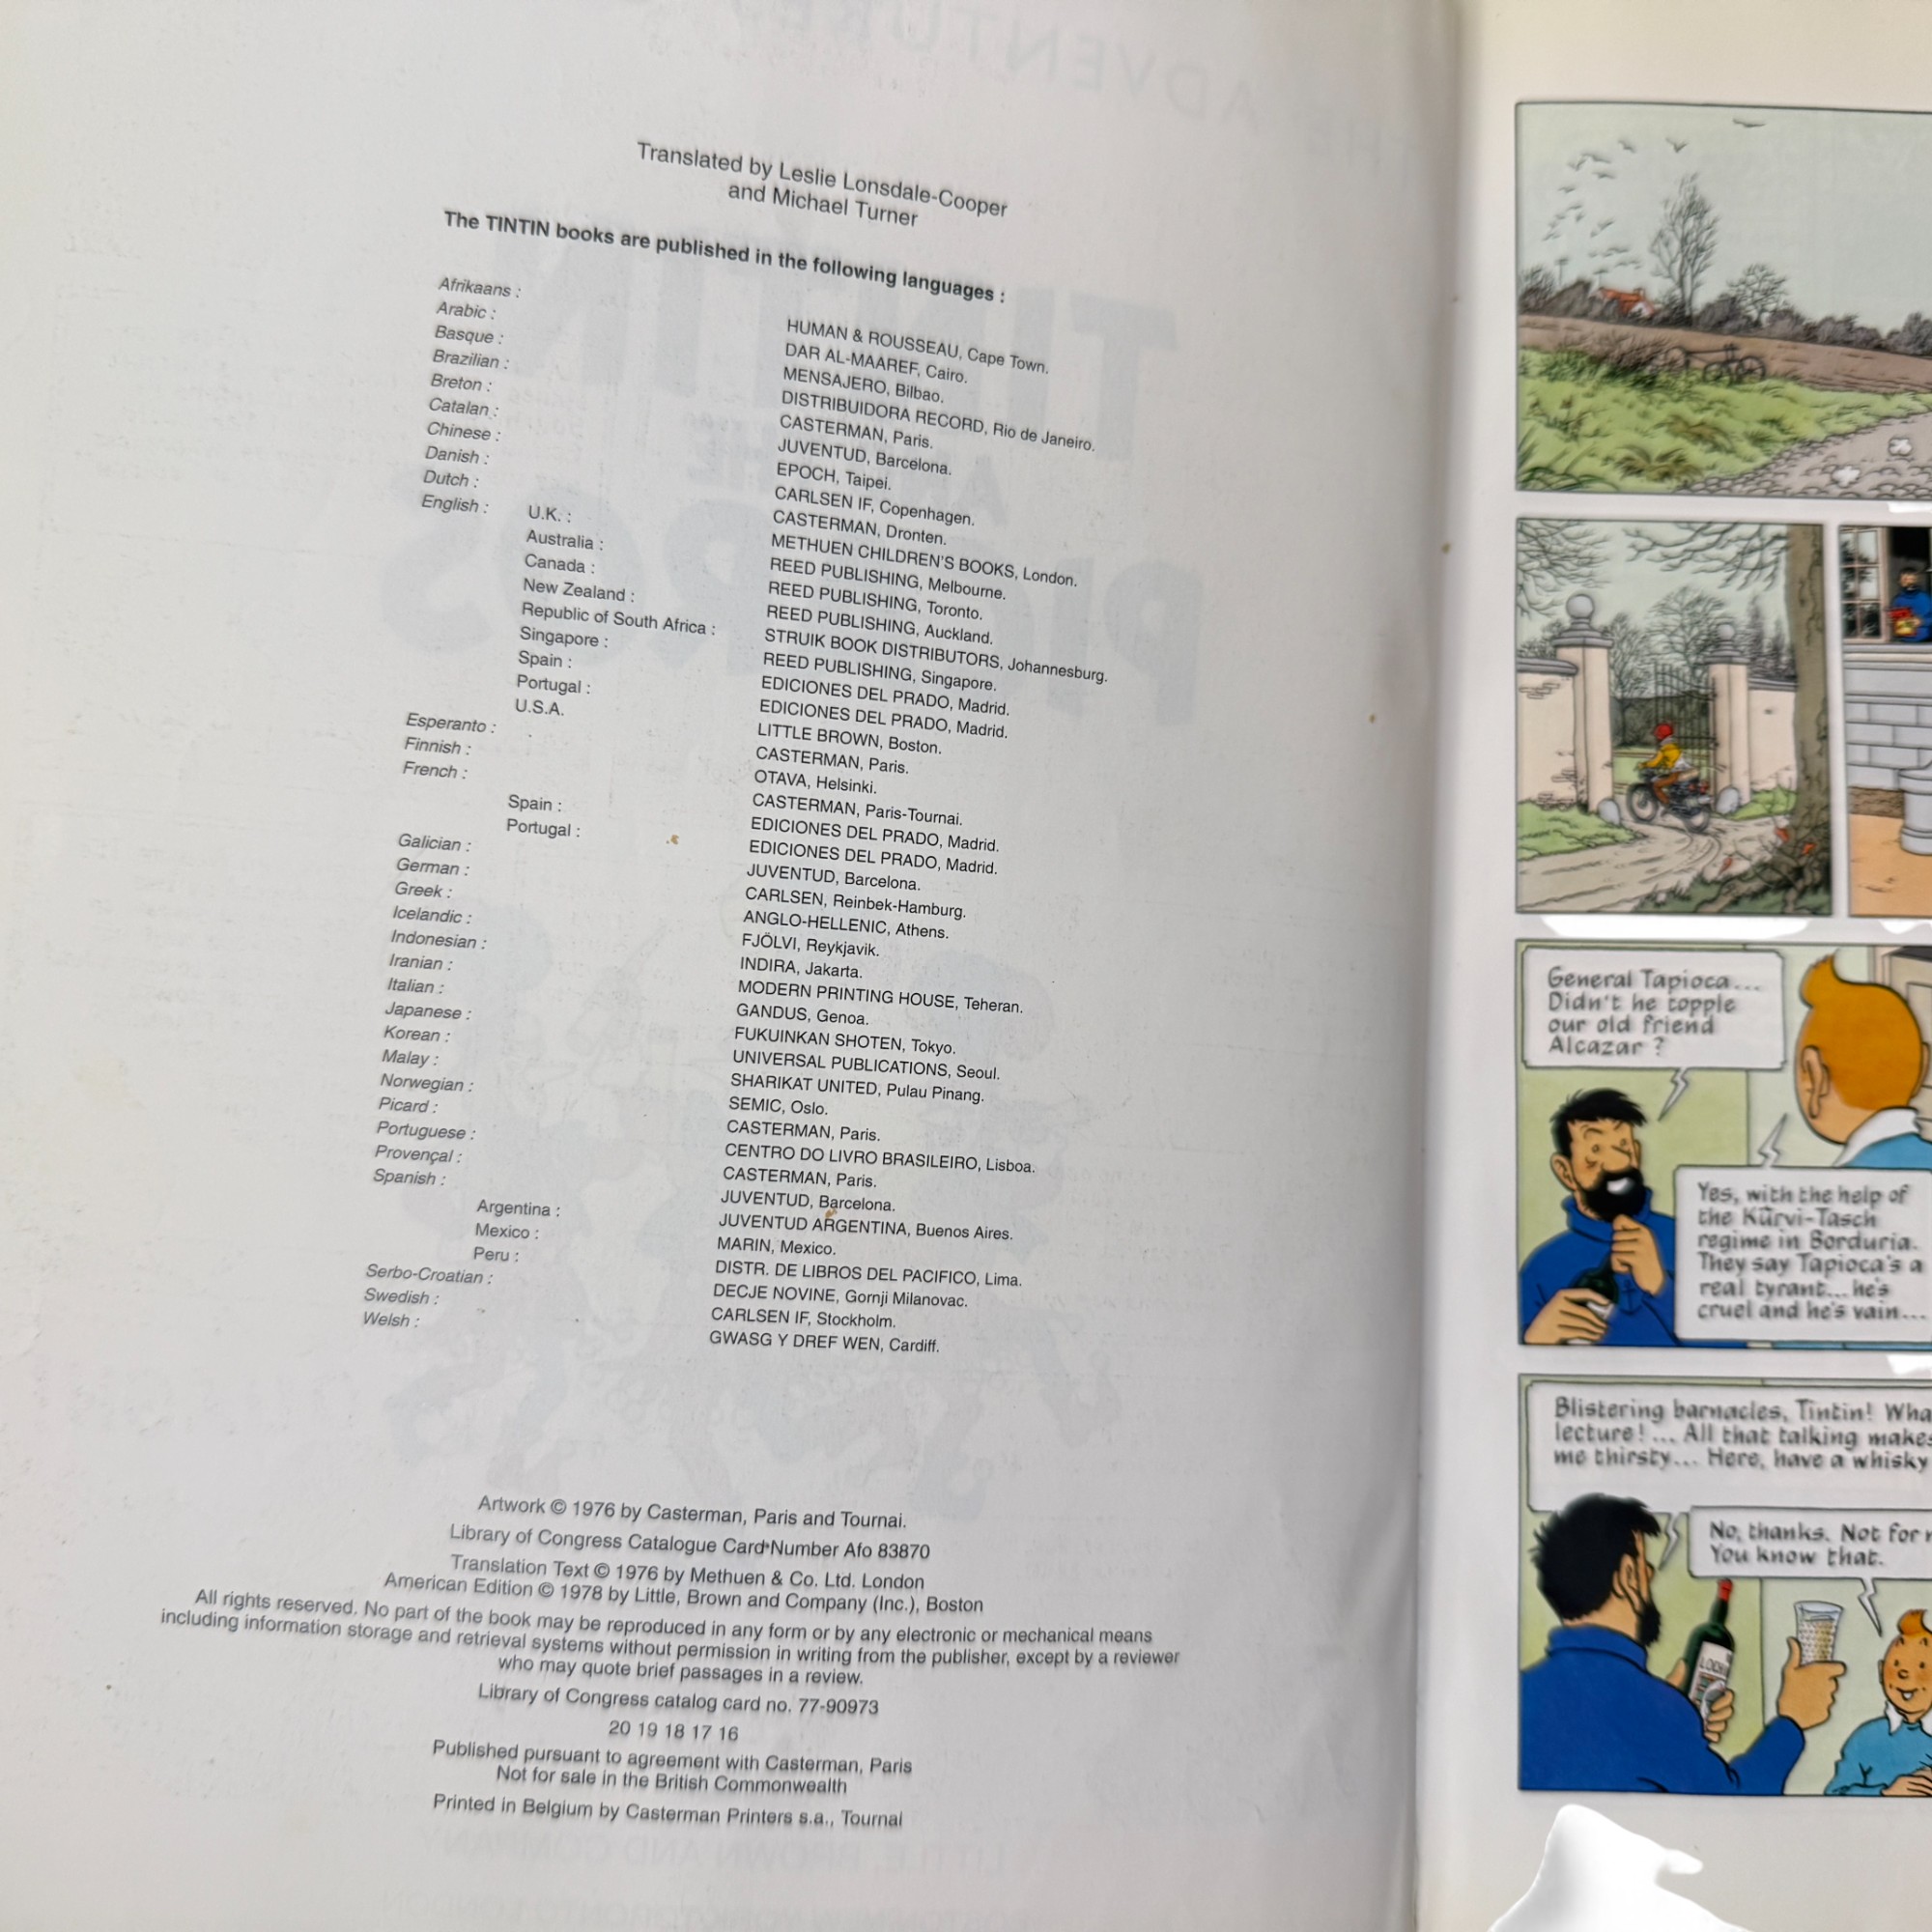 Translated by Leslie Lonsdale-Cooper
and Michael Turner
The TINTIN books are published in the following languages :
Afrikaans : HUMAN & ROUSSEAU, Cape Town.
Arabic : DAR AL-MAAREF, Cairo.
Basque : MENSAJERO, Bilbao.
Brazilian : DISTRIBUIDORA RECORD, Rio de Janeiro.
Breton : CASTERMAN, Paris.
Catalan : JUVENTUD, Barcelona.
Chinese : EPOCH, Taipei.
Danish : CARLSEN IF, Copenhagen.
Dutch : CASTERMAN, Dronten.
English : U.K. : METHUEN CHILDREN'S BOOKS, London.
Australia : REED PUBLISHING, Melbourne.
Canada : REED PUBLISHING, Toronto.
New Zealand : REED PUBLISHING, Auckland.
Republic of South Africa : STRUIK BOOK DISTRIBUTORS, Johannesburg.
Singapore : REED PUBLISHING, Singapore.
Spain : EDICIONES DEL PRADO, Madrid.
Portugal : EDICIONES DEL PRADO, Madrid.
U.S.A. LITTLE BROWN, Boston.
Esperanto : CASTERMAN, Paris.
Finnish : OTAVA, Helsinki.
French : CASTERMAN, Paris-Tournai.
Spain : EDICIONES DEL PRADO, Madrid.
Portugal : EDICIONES DEL PRADO, Madrid.
Galician : JUVENTUD, Barcelona.
German : CARLSEN, Reinbek-Hamburg.
Greek : ANGLO-HELLENIC, Athens.
Icelandic : FJÖLVI, Reykjavik.
Indonesian : INDIRA, Jakarta.
Iranian : MODERN PRINTING HOUSE, Teheran.
Italian : GANDUS, Genoa.
Japanese : FUKUINKAN SHOTEN, Tokyo.
Korean : UNIVERSAL PUBLICATIONS, Seoul.
Malay : SHARIKAT UNITED, Pulau Pinang.
Norwegian : SEMIC, Oslo.
Picard : CASTERMAN, Paris.
Portuguese : CENTRO DO LIVRO BRASILEIRO, Lisboa.
Provençal : CASTERMAN, Paris.
Spanish : JUVENTUD, Barcelona.
Argentina : JUVENTUD ARGENTINA, Buenos Aires.
Mexico : MARIN, Mexico.
Peru : DISTR. DE LIBROS DEL PACIFICO, Lima.
Serbo-Croatian : DECJE NOVINE, Gornji Milanovac.
Swedish : CARLSEN IF, Stockholm.
Welsh : GWASG Y DREF WEN, Cardiff.
Artwork © 1976 by Casterman, Paris and Tournai.
Library of Congress Catalogue Card Number Afo 83870
Translation Text © 1976 by Methuen & Co. Ltd. London
American Edition © 1978 by Little, Brown and Company (Inc.), Boston
All rights reserved. No part of the book may be reproduced in any form or by any electronic or mechanical means
including information storage and retrieval systems without permission in writing from the publisher, except by a reviewer
who may quote brief passages in a review.
Library of Congress catalog card no. 77-90973
20 19 18 17 16
Published pursuant to agreement with Casterman, Paris
Not for sale in the British Commonwealth
Printed in Belgium by Casterman Printers s.a., Tournai
General Tapioca...
Didn't he topple
our old friend
Alcazar ?
Yes, with the help of
the Kûrvi-Tasch
regime in Borduria.
They say Tapioca's a
real tyrant... he's
cruel and he's vain...
Blistering barnacles, Tintin!
lecture! ... All that talking makes
me thirsty... Here, have a whisky
No, thanks. Not for
You know that.